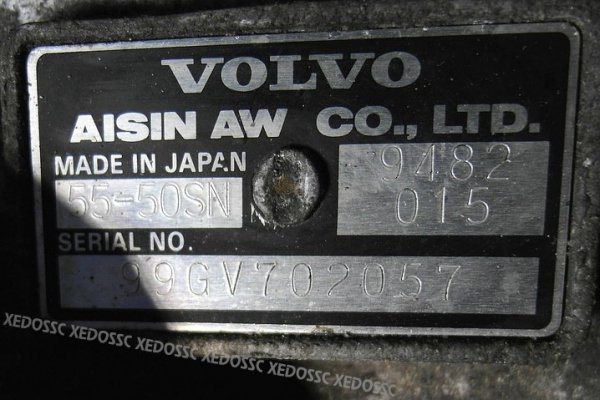 VOLVO
AISIN AW CO., LTD.
MADE IN JAPAN
55-50SN
9482
015
SERIAL NO.
99GV702057
XEDOSSC XEDOSSC XEDOSSC XEDOSSC XEDOSSC XEDOSSC XEDOSSC